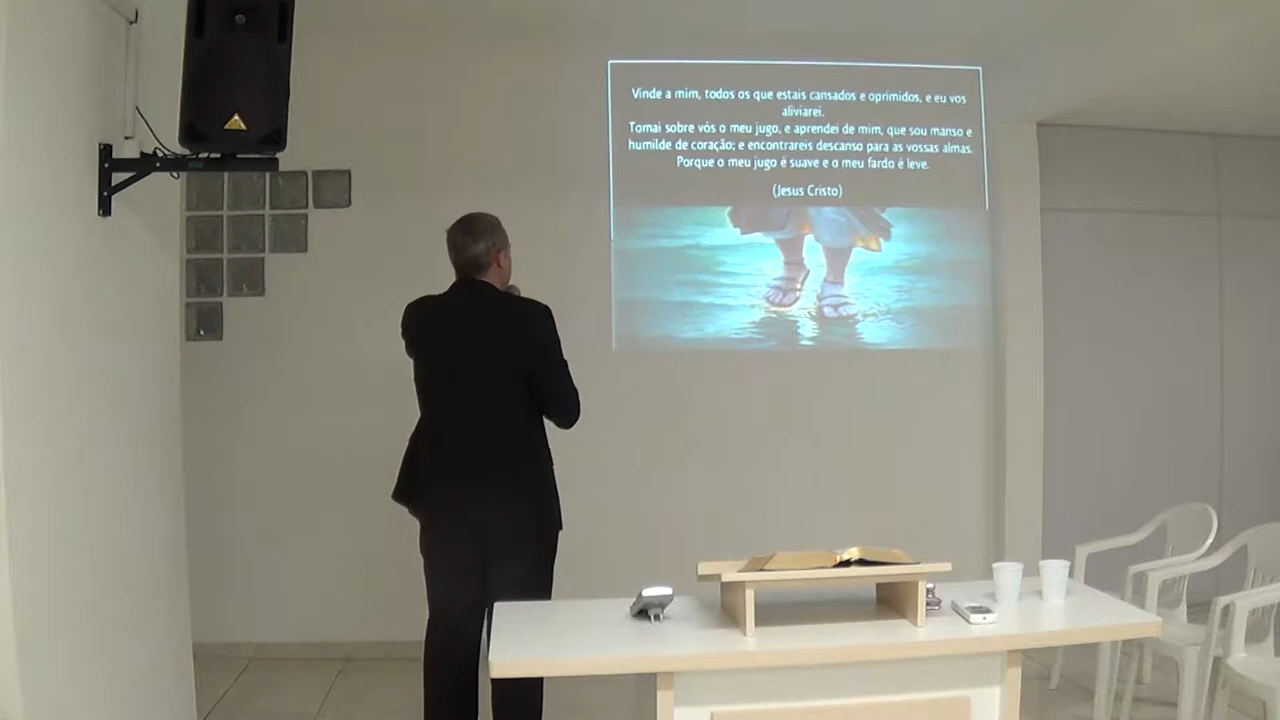 Vinde a mim, todos os que estais cansados e oprimidos, e eu vos
aliviarei.
Tomai sobre vós o meu jugo, e aprendei de mim, que sou manso e
humilde de coração; e encontrareis descanso para as vossas almas.
Porque o meu jugo é suave e o meu fardo é leve.
(Jesus Cristo)